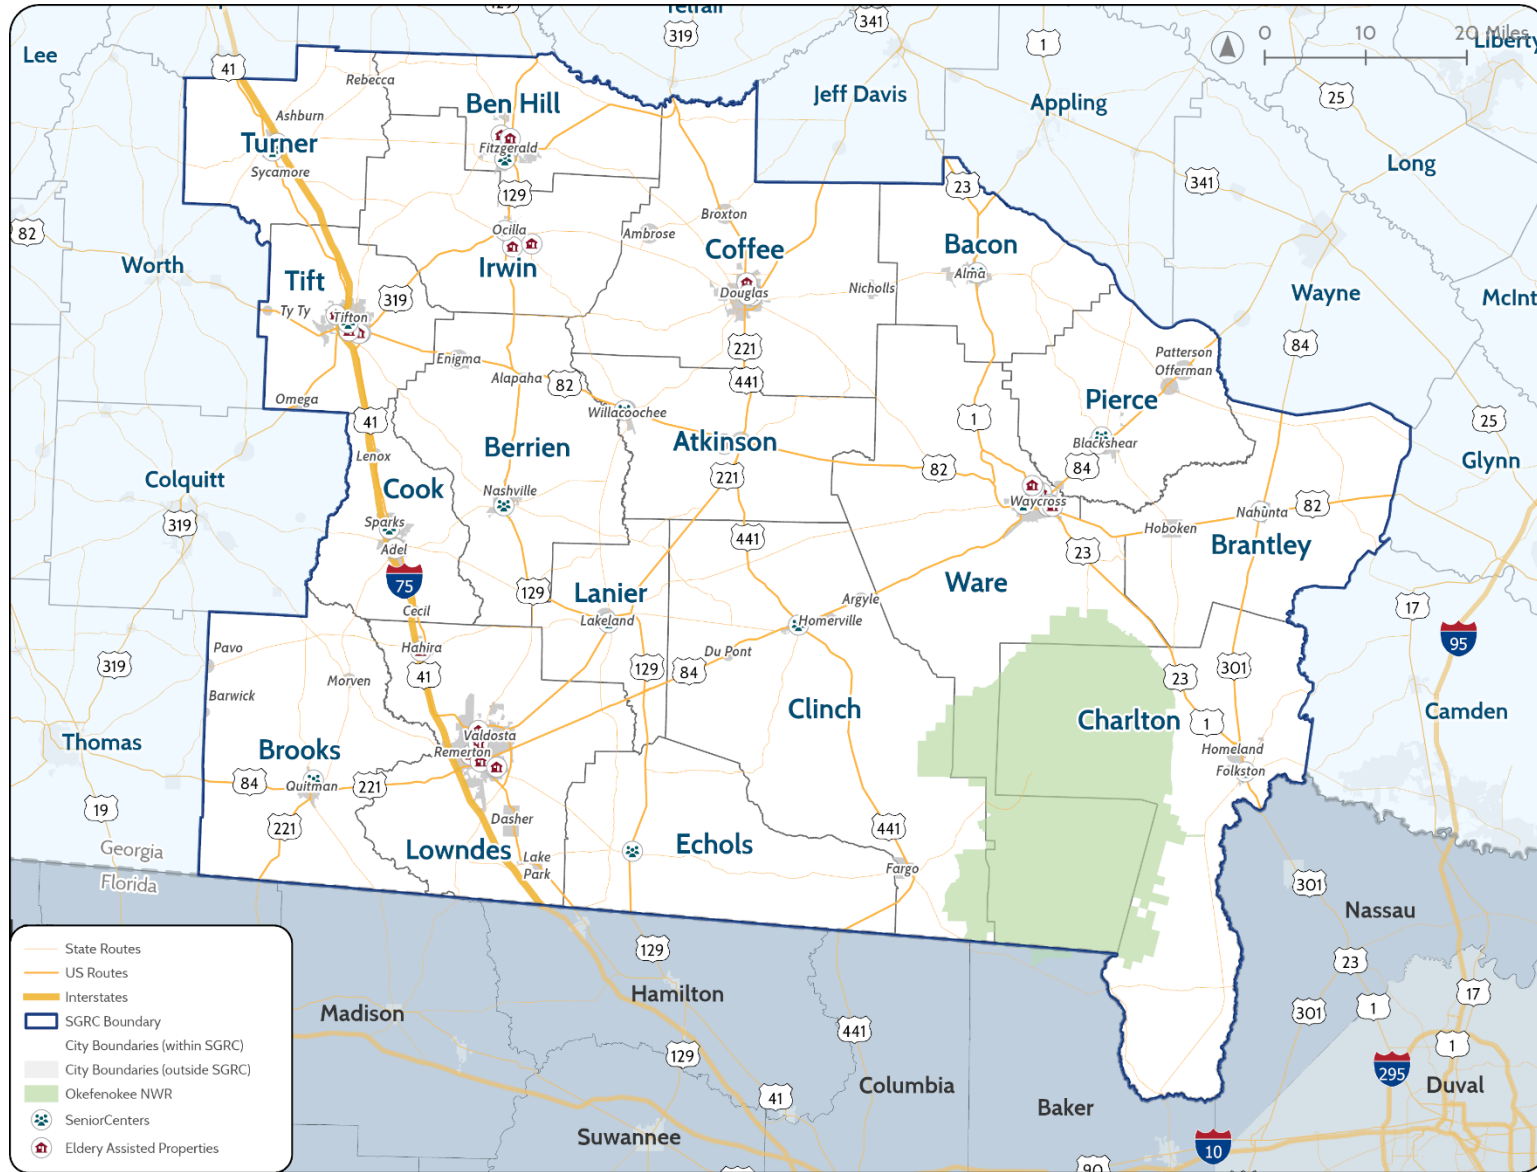 129
Telfair
319
341
1
0
10
20 Miles
Liberty
Lee
41
Rebecca
Ben Hill
Jeff Davis
Appling
25
Ashburn
Turner
Sycamore
Fitzgerald
Long
129
23
341
82
Ocilla
Broxton
Ambrose
Coffee
Bacon
Worth
Irwin
Alma
Tift
319
Douglas
Nicholls
Wayne
McInt
Ty Ty
Tifton
221
84
Enigma
Patterson
Offerman
Alapaha
82
441
Omega
Willacoochee
Pierce
41
1
25
Berrien
Atkinson
Blackshear
Lenox
Glynn
Colquitt
Cook
221
82
84
Nashville
Waycross
319
Sparks
Hoboken
Nahunta
82
Adel
441
23
Brantley
75
Ware
129
Lanier
Argyle
17
Cecil
Lakeland
Homerville
95
Pavo
Hahira
Du Pont
319
129
84
301
41
23
Morven
Barwick
Clinch
Camden
Charlton
1
Thomas
Valdosta
Brooks
Remerton
Homeland
Folkston
84
Quitman
221
19
Dasher
221
441
Georgia
Lowndes
Echols
Lake
Park
Fargo
Florida
301
Nassau
129
23
State Routes
US Routes
Interstates
SGRC Boundary
City Boundaries (within SGRC)
City Boundaries (outside SGRC)
Okefenokee NWR
SeniorCenters
Eldery Assisted Properties
Hamilton
17
Madison
1
301
441
1
129
295
Columbia
Duval
41
Baker
Suwannee
10
90